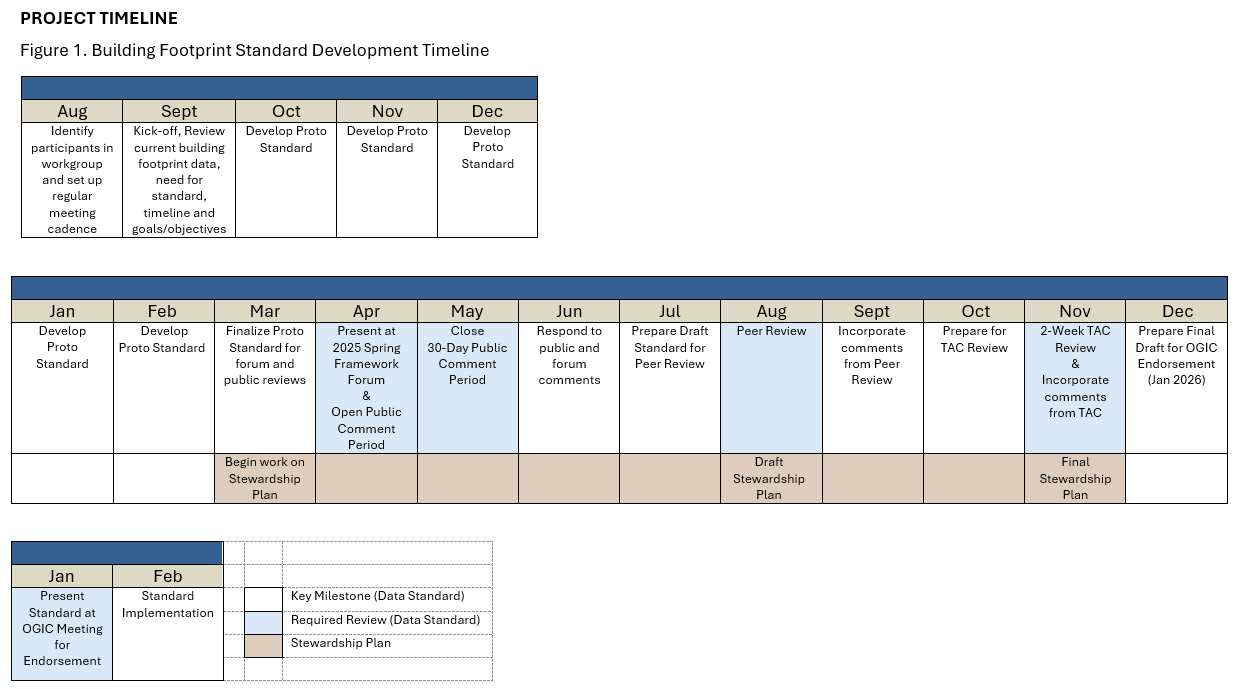 PROJECT TIMELINE
Figure 1. Building Footprint Standard Development Timeline
Aug
Sept
Oct
Nov
Dec
Identify
participants in
workgroup
and set up
regular
meeting
cadence
Kick-off, Review
current building
footprint data,
need for
standard,
timeline and
goals/objectives
Develop Proto
Standard
Develop Proto
Standard
Develop
Proto
Standard
Jan
Feb
Mar
Apr
May
Jun
Jul
Aug
Sept
Oct
Nov
Dec
Develop
Proto
Standard
Develop
Proto Standard
Finalize Proto
Standard for
forum and
public reviews
Present at
2025 Spring
Framework
Forum
&
Open Public
Comment
Period
Close
30-Day Public
Comment
Period
Respond to
public and
forum
comments
Prepare Draft
Standard for
Peer Review
Peer Review
Incorporate
comments
from Peer
Review
Prepare for
TAC Review
2-Week TAC
Review
&
Incorporate
comments
from TAC
Prepare Final
Draft for OGIC
Endorsement
(Jan 2026)
Begin work on
Stewardship
Plan
Draft
Stewardship
Plan
Final
Stewardship
Plan
Jan
Feb
Present
Standard at
OGIC Meeting
for
Endorsement
Standard
Implementation
Key Milestone (Data Standard)
Required Review (Data Standard)
Stewardship Plan